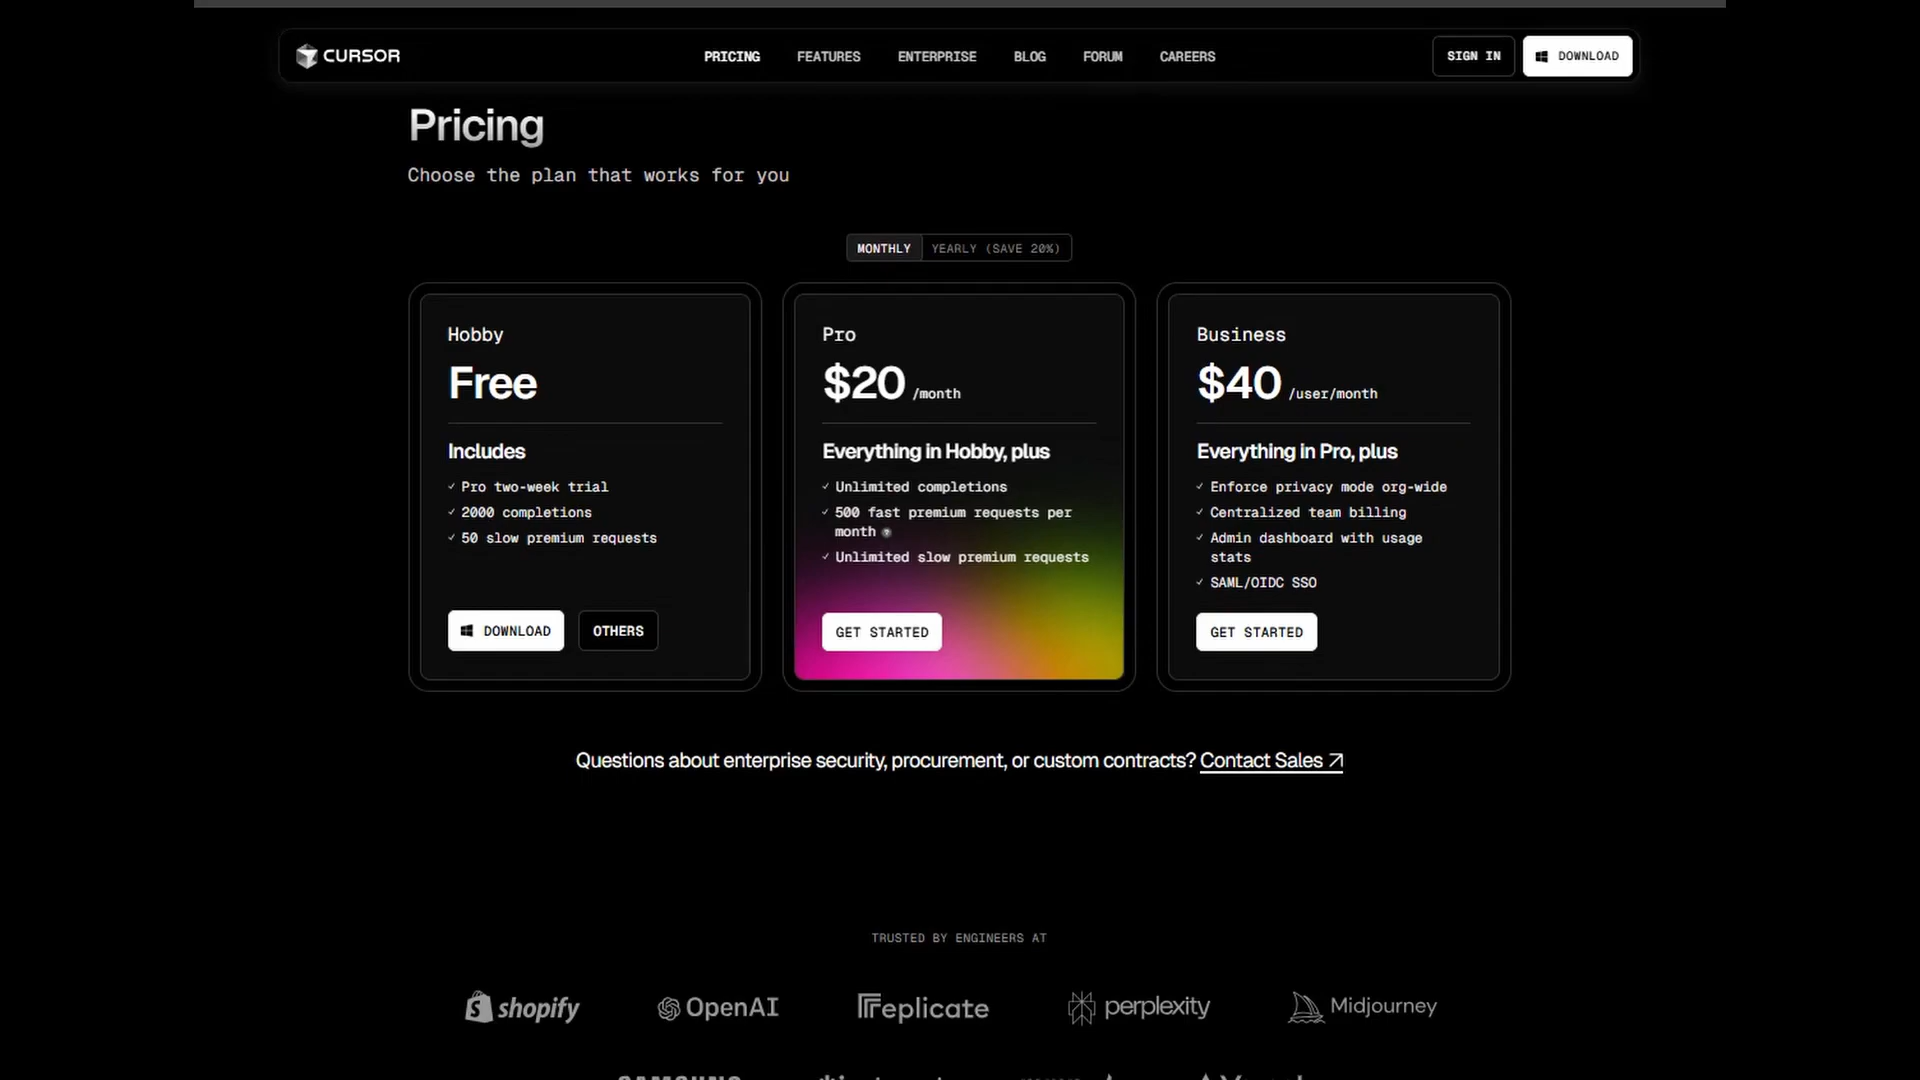 CURSOR
PRICING
FEATURES
ENTERPRISE
BLOG
FORUM
CAREERS
SIGN IN
DOWNLOAD
Pricing
Choose the plan that works for you
MONTHLY
YEARLY (SAVE 20%)
Hobby
Free
Includes
✓ Pro two-week trial
✓ 2000 completions
✓ 50 slow premium requests
DOWNLOAD
OTHERS
Pro
$20 /month
Everything in Hobby, plus
✓ Unlimited completions
✓ 500 fast premium requests per
month ?
✓ Unlimited slow premium requests
GET STARTED
Business
$40 /user/month
Everything in Pro, plus
✓ Enforce privacy mode org-wide
✓ Centralized team billing
✓ Admin dashboard with usage
stats
✓ SAML/OIDC SSO
GET STARTED
Questions about enterprise security, procurement, or custom contracts? Contact Sales ↗
TRUSTED BY ENGINEERS AT
shopify
OpenAI
Replicate
perplexity
Midjourney
SAMSUNG